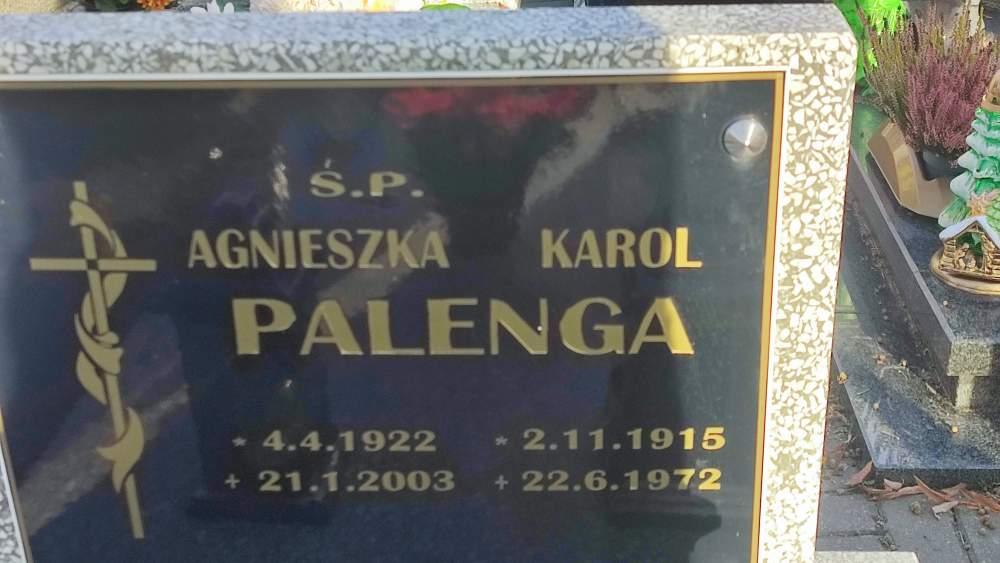 Ś.P.
AGNIESZKA KAROL
PALENGA
* 4.4.1922 * 2.11.1915
+ 21.1.2003 + 22.6.1972